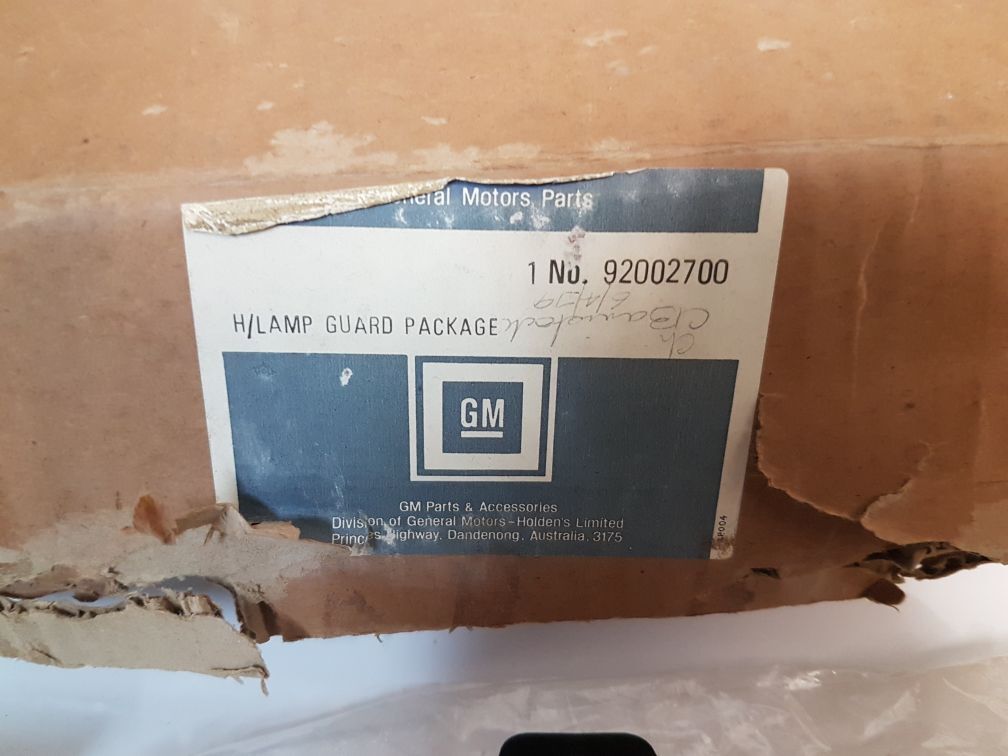 General Motors Parts
1 No. 92002700
H/LAMP GUARD PACKAGE
GM
GM Parts & Accessories
Division of General Motors-Holden's Limited
Princes Highway, Dandenong, Australia, 3175